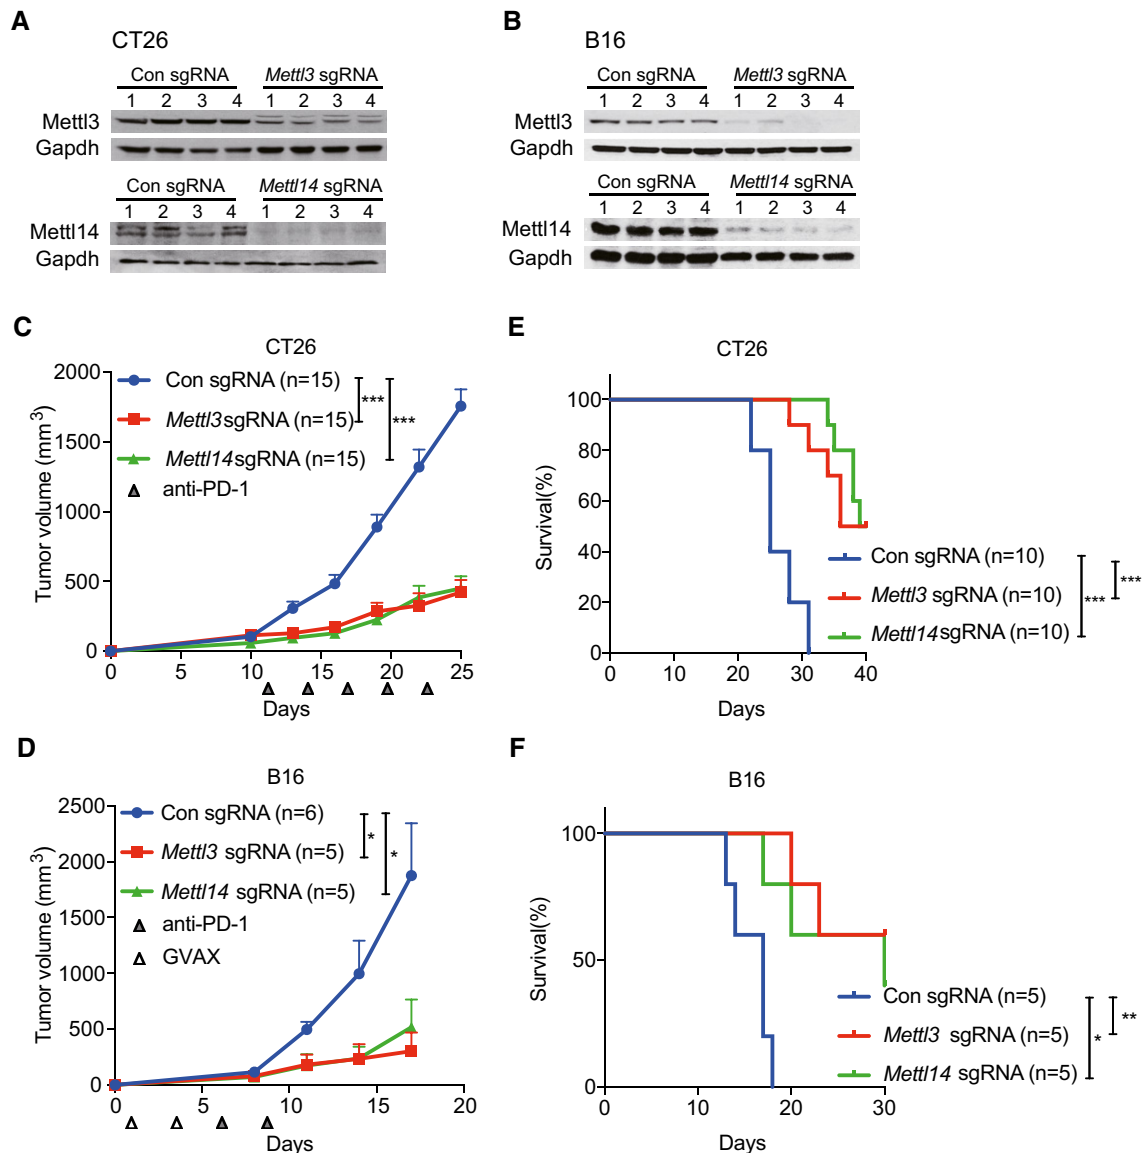 A
CT26
Con sgRNA Mettl3 sgRNA
1 2 3 4 1 2 3 4
Mettl3
Gapdh
Con sgRNA Mettl14 sgRNA
1 2 3 4 1 2 3 4
Mettl14
Gapdh
B
B16
Con sgRNA Mettl3 sgRNA
1 2 3 4 1 2 3 4
Mettl3
Gapdh
Con sgRNA Mettl14 sgRNA
1 2 3 4 1 2 3 4
Mettl14
Gapdh
C
CT26
Tumor volume (mm3)
2000
1500
1000
500
0
Con sgRNA (n=15)
Mettl3 sgRNA (n=15)
Mettl14 sgRNA (n=15)
anti-PD-1
***
***
0 5 10 15 20 25
Days
E
CT26
Survival(%)
100
80
60
40
20
0
Con sgRNA (n=10)
Mettl3 sgRNA (n=10)
Mettl14 sgRNA (n=10)
***
***
0 10 20 30 40
Days
D
B16
Tumor volume (mm3)
2500
2000
1500
1000
500
0
Con sgRNA (n=6)
Mettl3 sgRNA (n=5)
Mettl14 sgRNA (n=5)
anti-PD-1
GVAX
*
*
0 5 10 15 20
Days
F
B16
Survival(%)
100
50
0
Con sgRNA (n=5)
Mettl3 sgRNA (n=5)
Mettl14 sgRNA (n=5)
*
**
0 10 20 30
Days